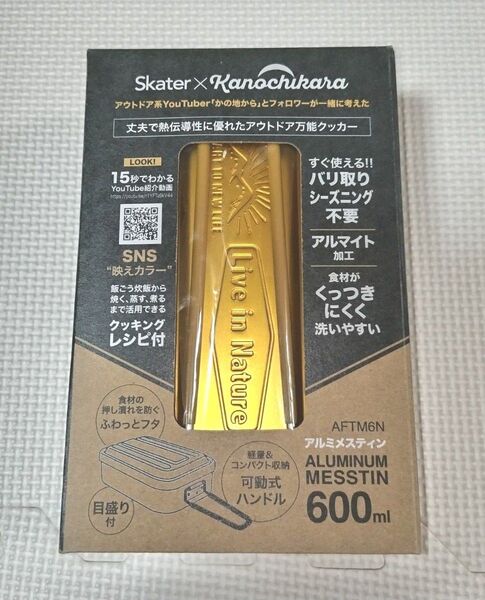 Skater×Kanochikara
アウトドア系YouTuber「かの地から」とフォロワーが一緒に考えた
丈夫で熱伝導性に優れたアウトドア万能クッカー
LOOK!
15秒でわかる
YouTube紹介動画
SNS
“映えカラー”
飯ごう炊飯から
焼く、蒸す、煮る
まで活用できる
クッキング
レシピ付
Live in Nature
すぐ使える!!
バリ取り
シーズニング
不要
アルマイト
加工
食材が
くっつき
にくく
洗いやすい
食材の
押し潰れを防ぐ
ふわっとフタ
目盛り
付
軽量&
コンパクト収納
可動式
ハンドル
AFTM6N
アルミメスティン
ALUMINUM
MESSTIN
600ml